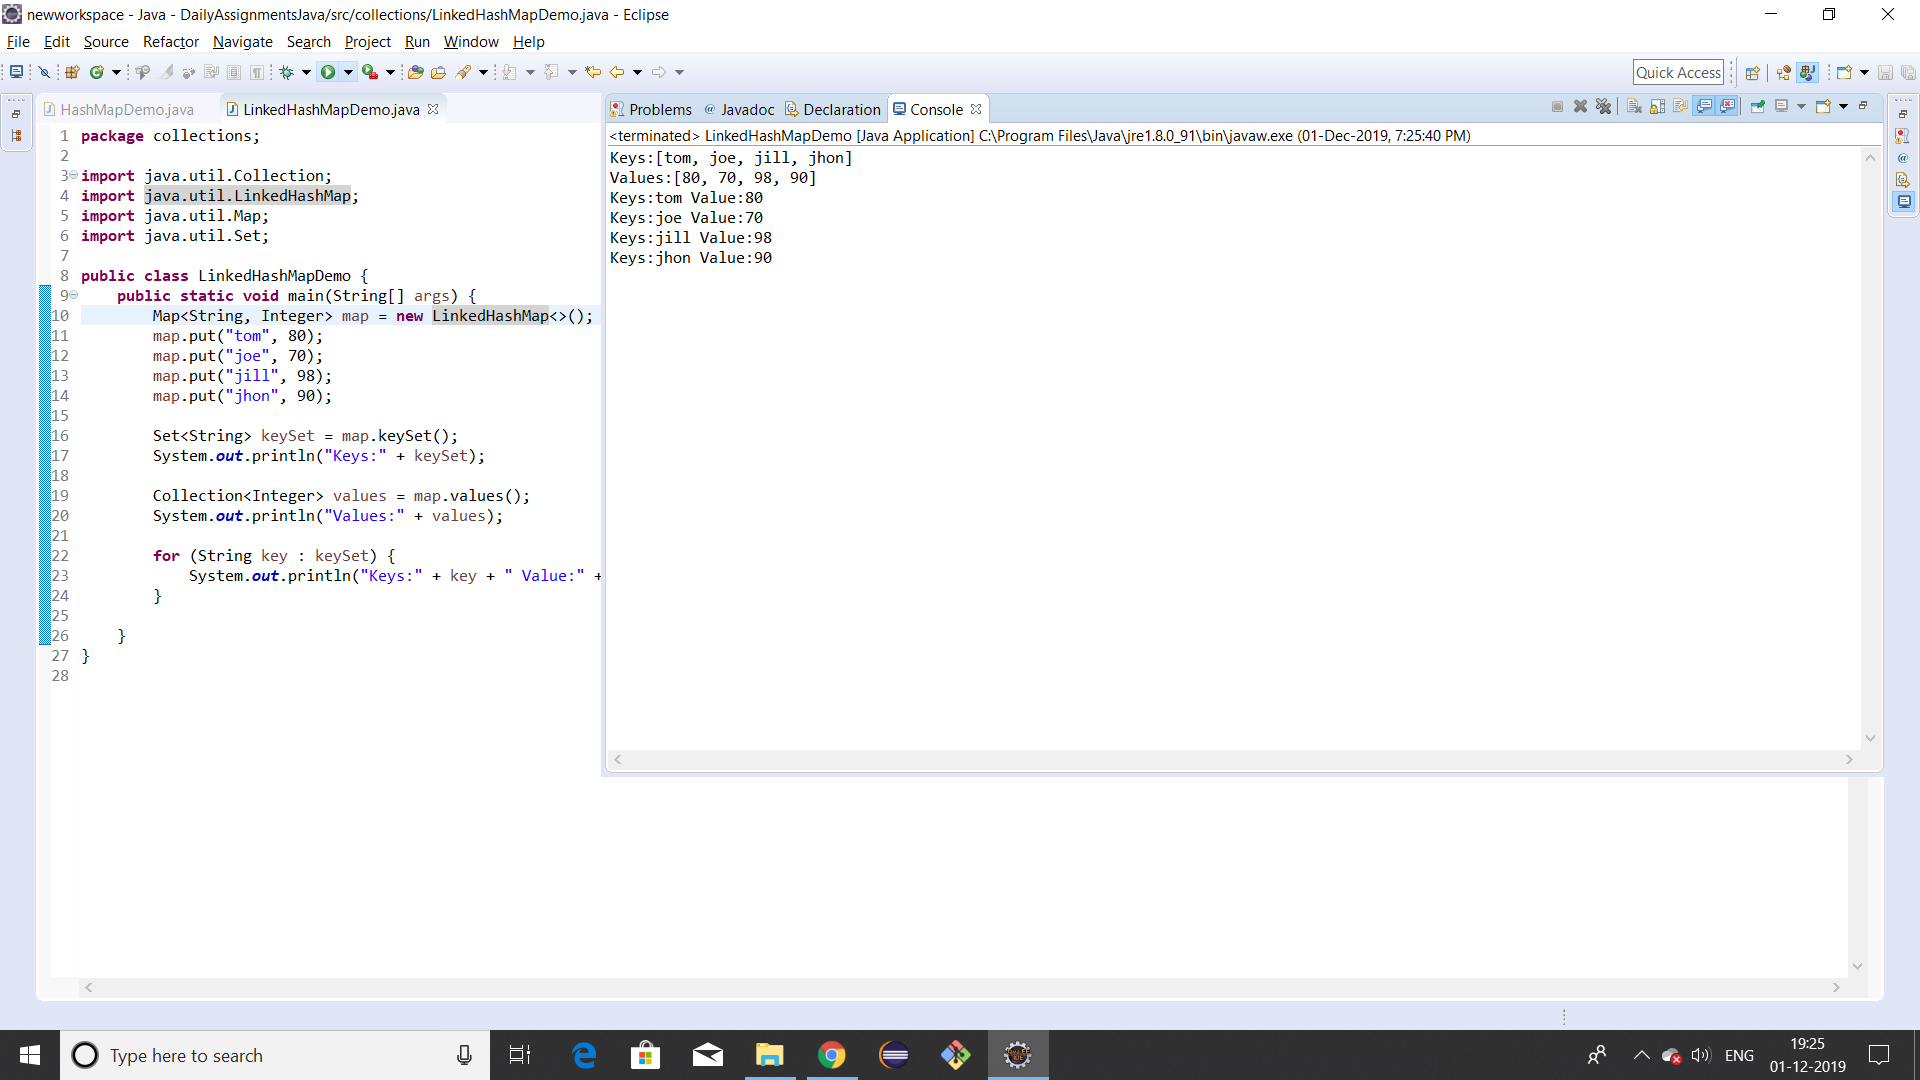 newworkspace - Java - DailyAssignmentsJava/src/collections/LinkedHashMapDemo.java - Eclipse
File Edit Source Refactor Navigate Search Project Run Window Help
Quick Access
HashMapDemo.java LinkedHashMapDemo.java
1 package collections;
2
3 import java.util.Collection;
4 import java.util.LinkedHashMap;
5 import java.util.Map;
6 import java.util.Set;
7
8 public class LinkedHashMapDemo {
9 public static void main(String[] args) {
10 Map<String, Integer> map = new LinkedHashMap<>();
11 map.put("tom", 80);
12 map.put("joe", 70);
13 map.put("jill", 98);
14 map.put("jhon", 90);
15
16 Set<String> keySet = map.keySet();
17 System.out.println("Keys:" + keySet);
18
19 Collection<Integer> values = map.values();
20 System.out.println("Values:" + values);
21
22 for (String key : keySet) {
23 System.out.println("Keys:" + key + " Value:" +
24 }
25
26 }
27 }
28
Problems @ Javadoc Declaration Console
<terminated> LinkedHashMapDemo [Java Application] C:\Program Files\Java\jre1.8.0_91\bin\javaw.exe (01-Dec-2019, 7:25:40 PM)
Keys:[tom, joe, jill, jhon]
Values:[80, 70, 98, 90]
Keys:tom Value:80
Keys:joe Value:70
Keys:jill Value:98
Keys:jhon Value:90
Type here to search
ENG
19:25
01-12-2019